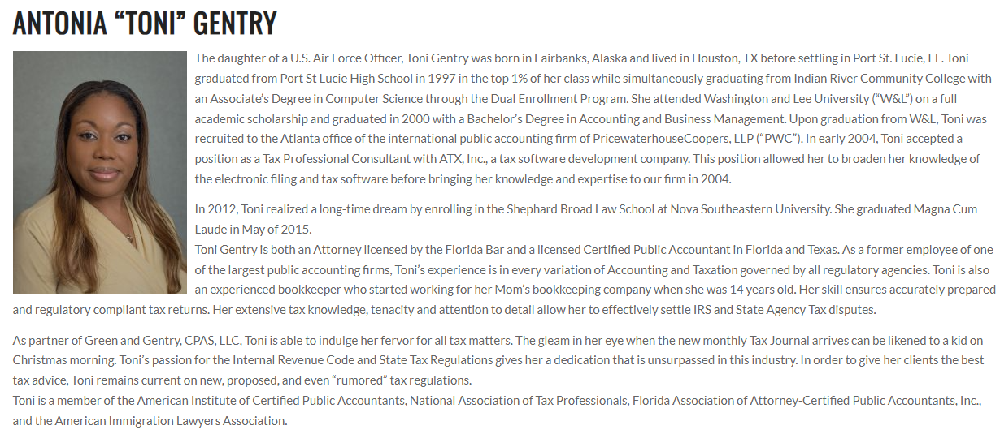 ANTONIA “TONI” GENTRY
The daughter of a U.S. Air Force Officer, Toni Gentry was born in Fairbanks, Alaska and lived in Houston, TX before settling in Port St. Lucie, FL. Toni
graduated from Port St Lucie High School in 1997 in the top 1% of her class while simultaneously graduating from Indian River Community College with
an Associate’s Degree in Computer Science through the Dual Enrollment Program. She attended Washington and Lee University (“W&L”) on a full
academic scholarship and graduated in 2000 with a Bachelor’s Degree in Accounting and Business Management. Upon graduation from W&L, Toni was
recruited to the Atlanta office of the international public accounting firm of PricewaterhouseCoopers, LLP (“PWC”). In early 2004, Toni accepted a
position as a Tax Professional Consultant with ATX, Inc., a tax software development company. This position allowed her to broaden her knowledge of
the electronic filing and tax software before bringing her knowledge and expertise to our firm in 2004.
In 2012, Toni realized a long-time dream by enrolling in the Shephard Broad Law School at Nova Southeastern University. She graduated Magna Cum
Laude in May of 2015.
Toni Gentry is both an Attorney licensed by the Florida Bar and a licensed Certified Public Accountant in Florida and Texas. As a former employee of one
of the largest public accounting firms, Toni’s experience is in every variation of Accounting and Taxation governed by all regulatory agencies. Toni is also
an experienced bookkeeper who started working for her Mom’s bookkeeping company when she was 14 years old. Her skill ensures accurately prepared
and regulatory compliant tax returns. Her extensive tax knowledge, tenacity and attention to detail allow her to effectively settle IRS and State Agency Tax disputes.
As partner of Green and Gentry, CPAS, LLC, Toni is able to indulge her fervor for all tax matters. The gleam in her eye when the new monthly Tax Journal arrives can be likened to a kid on
Christmas morning. Toni’s passion for the Internal Revenue Code and State Tax Regulations gives her a dedication that is unsurpassed in this industry. In order to give her clients the best
tax advice, Toni remains current on new, proposed, and even “rumored” tax regulations.
Toni is a member of the American Institute of Certified Public Accountants, National Association of Tax Professionals, Florida Association of Attorney-Certified Public Accountants, Inc.,
and the American Immigration Lawyers Association.